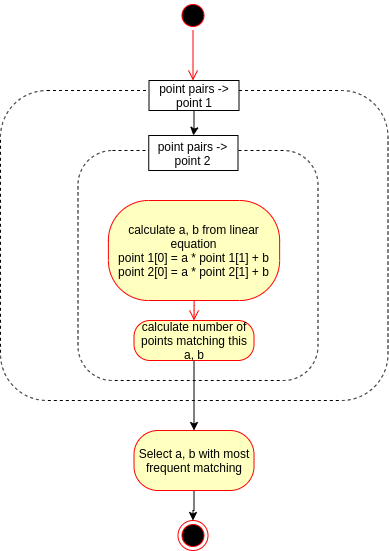 point pairs ->
point 1
point pairs ->
point 2
calculate a, b from linear
equation
point 1[0] = a * point 1[1] + b
point 2[0] = a * point 2[1] + b
calculate number of
points matching this
a, b
Select a, b with most
frequent matching